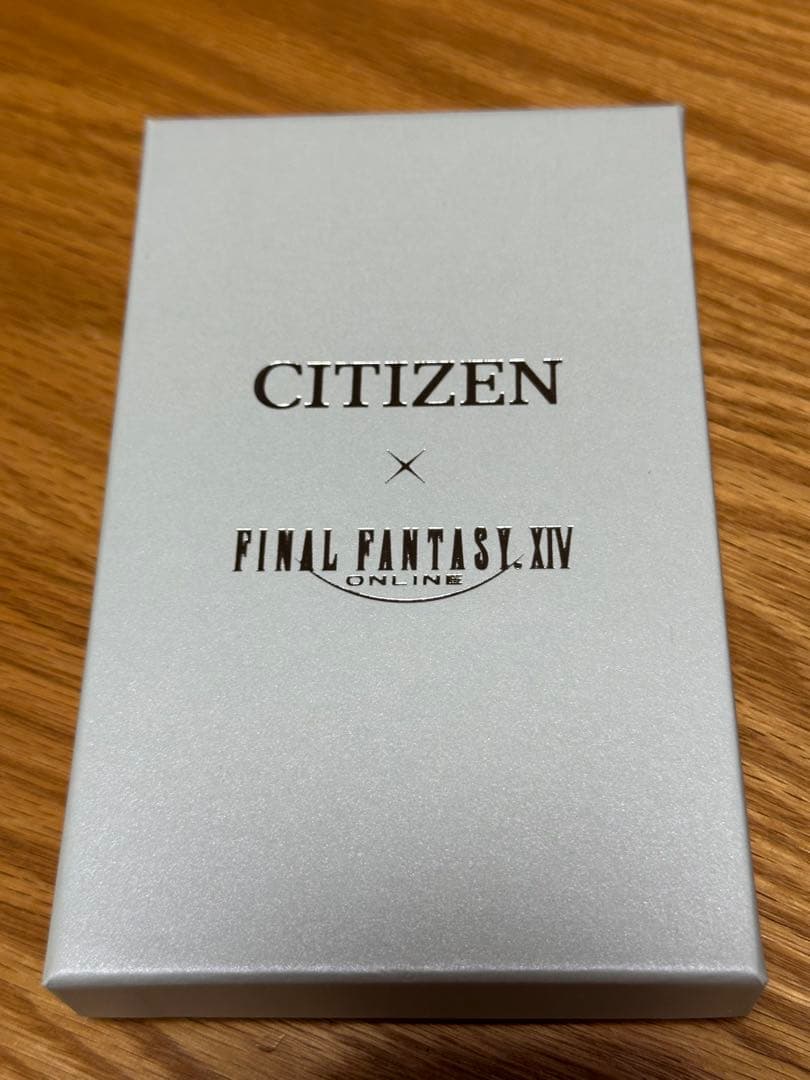 CITIZEN
×
FINAL FANTASY. XIV
ONLINE